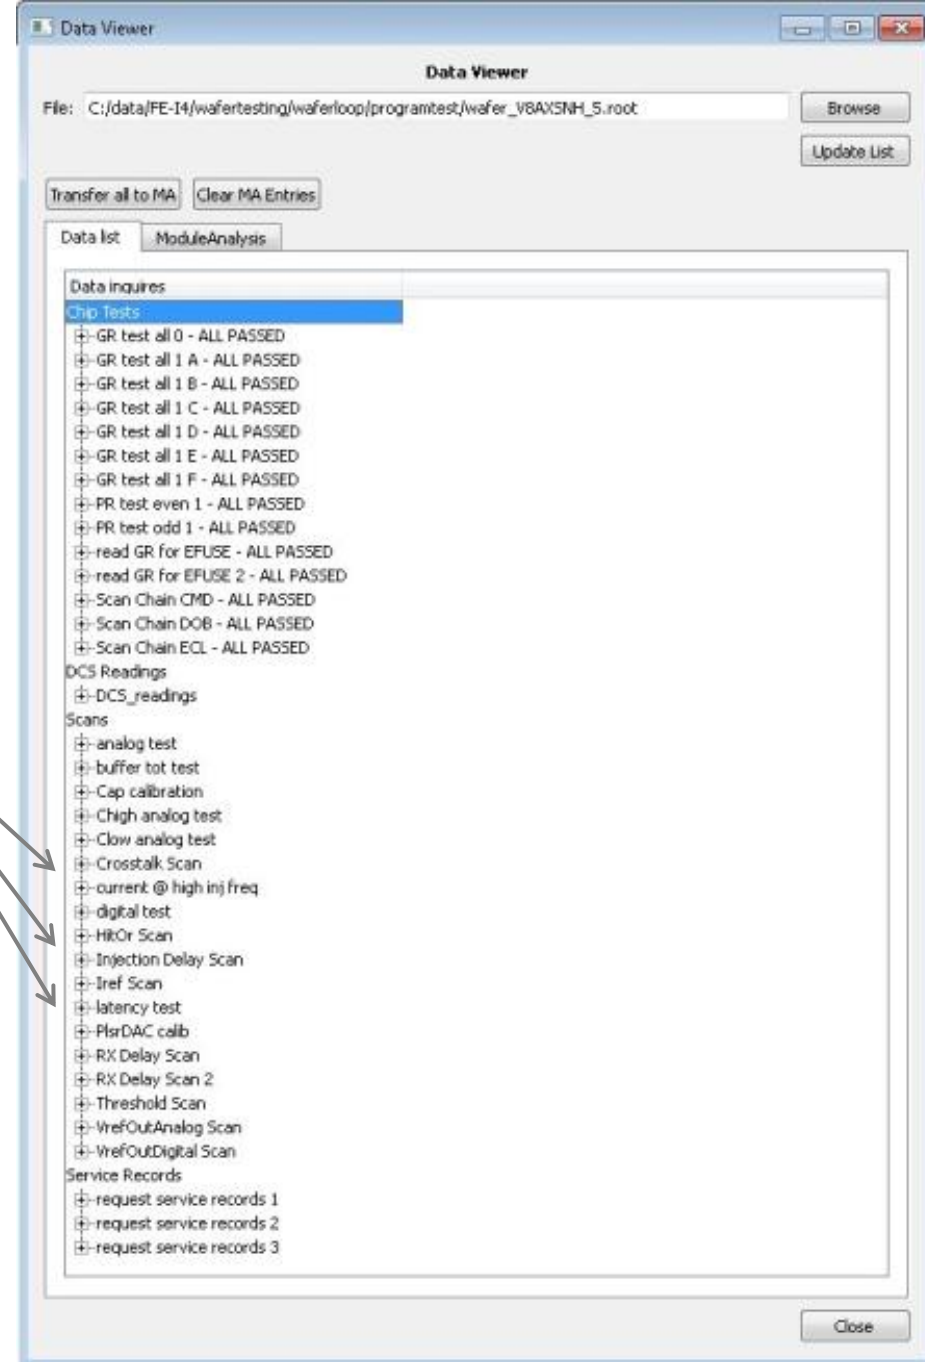 Data Viewer
Data Viewer
File: C:/data/FE-I4/wafertesting/waferloop/programtest/wafer_V8AX5NH_5.root Browse
Update List
Transfer all to MA Clear MA Entries
Data list ModuleAnalysis
Data inquires
Chip Tests
GR test all 0 - ALL PASSED
GR test all 1 A - ALL PASSED
GR test all 1 B - ALL PASSED
GR test all 1 C - ALL PASSED
GR test all 1 D - ALL PASSED
GR test all 1 E - ALL PASSED
GR test all 1 F - ALL PASSED
PR test even 1 - ALL PASSED
PR test odd 1 - ALL PASSED
read GR for EFUSE - ALL PASSED
read GR for EFUSE 2 - ALL PASSED
Scan Chain CMD - ALL PASSED
Scan Chain DOB - ALL PASSED
Scan Chain ECL - ALL PASSED
DCS Readings
DCS_readings
Scans
analog test
buffer tot test
Cap calibration
Chigh analog test
Clow analog test
Crosstalk Scan
current @ high inj freq
digital test
HitOr Scan
Injection Delay Scan
Iref Scan
latency test
PlsrDAC calib
RX Delay Scan
RX Delay Scan 2
Threshold Scan
VrefOutAnalog Scan
VrefOutDigital Scan
Service Records
request service records 1
request service records 2
request service records 3
Close